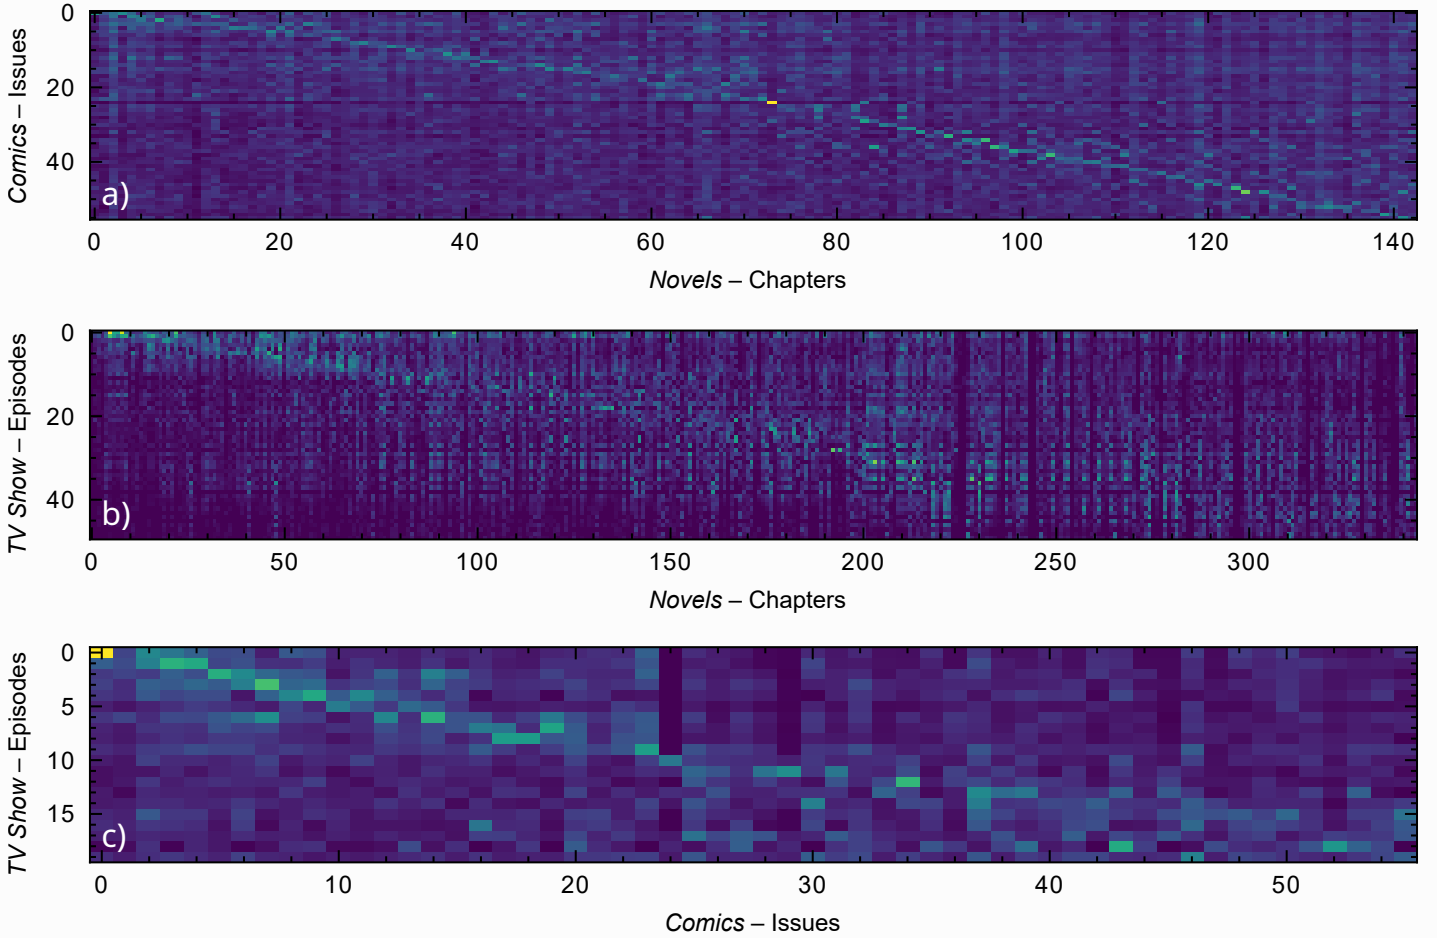 0
20
40
Comics – Issues
a)
0 20 40 60 80 100 120 140
Novels – Chapters
0
20
40
TV Show – Episodes
b)
0 50 100 150 200 250 300
Novels – Chapters
0
5
10
15
TV Show – Episodes
c)
0 10 20 30 40 50
Comics – Issues